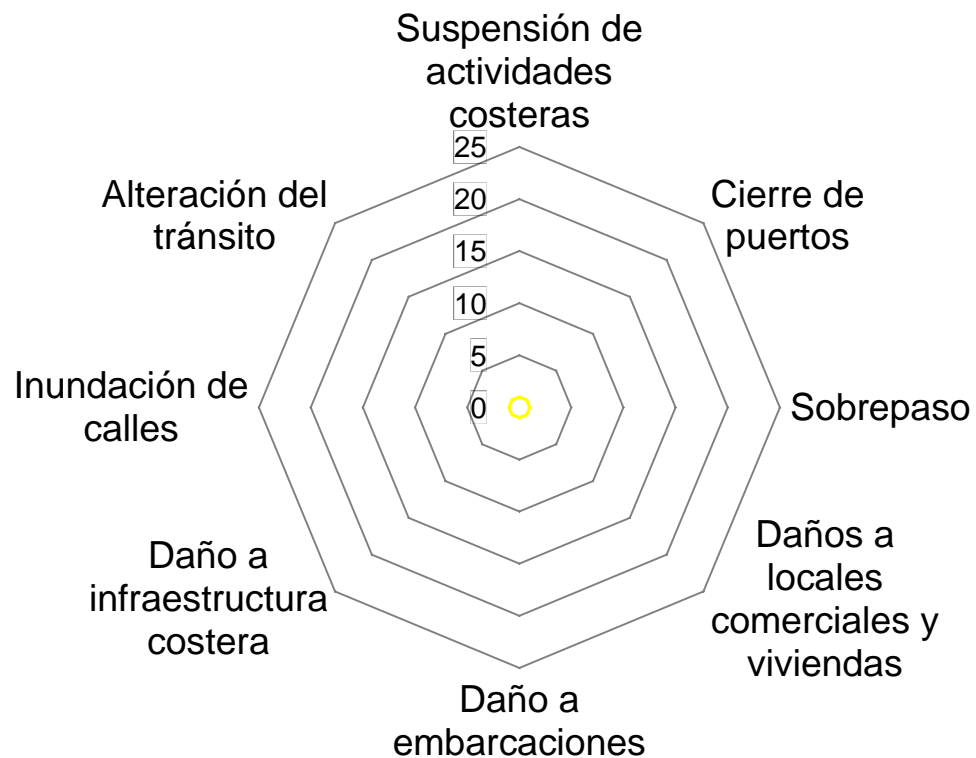 Suspensión de
actividades
costeras
25
20
15
10
5
0
Cierre de
puertos
Sobrepaso
Daños a
locales
comerciales y
viviendas
Daño a
embarcaciones
Daño a
infraestructura
costera
Inundación de
calles
Alteración del
tránsito